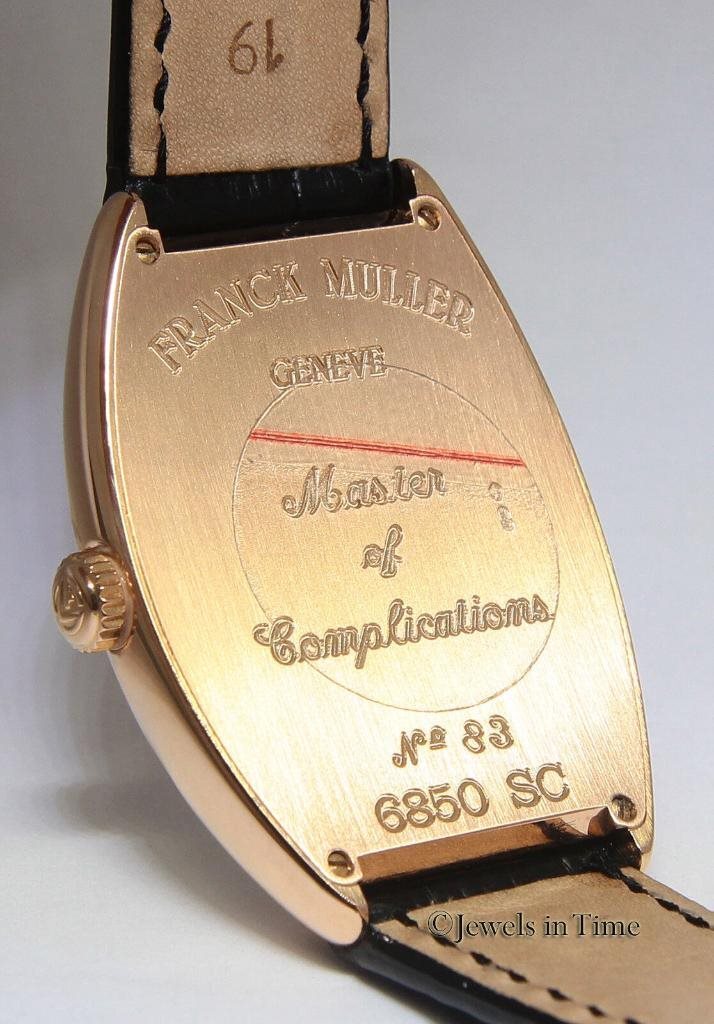 19
FRANCK MULLER
GENEVE
Master
of
Complications
Nº 83
6850 SC
©Jewels in Time